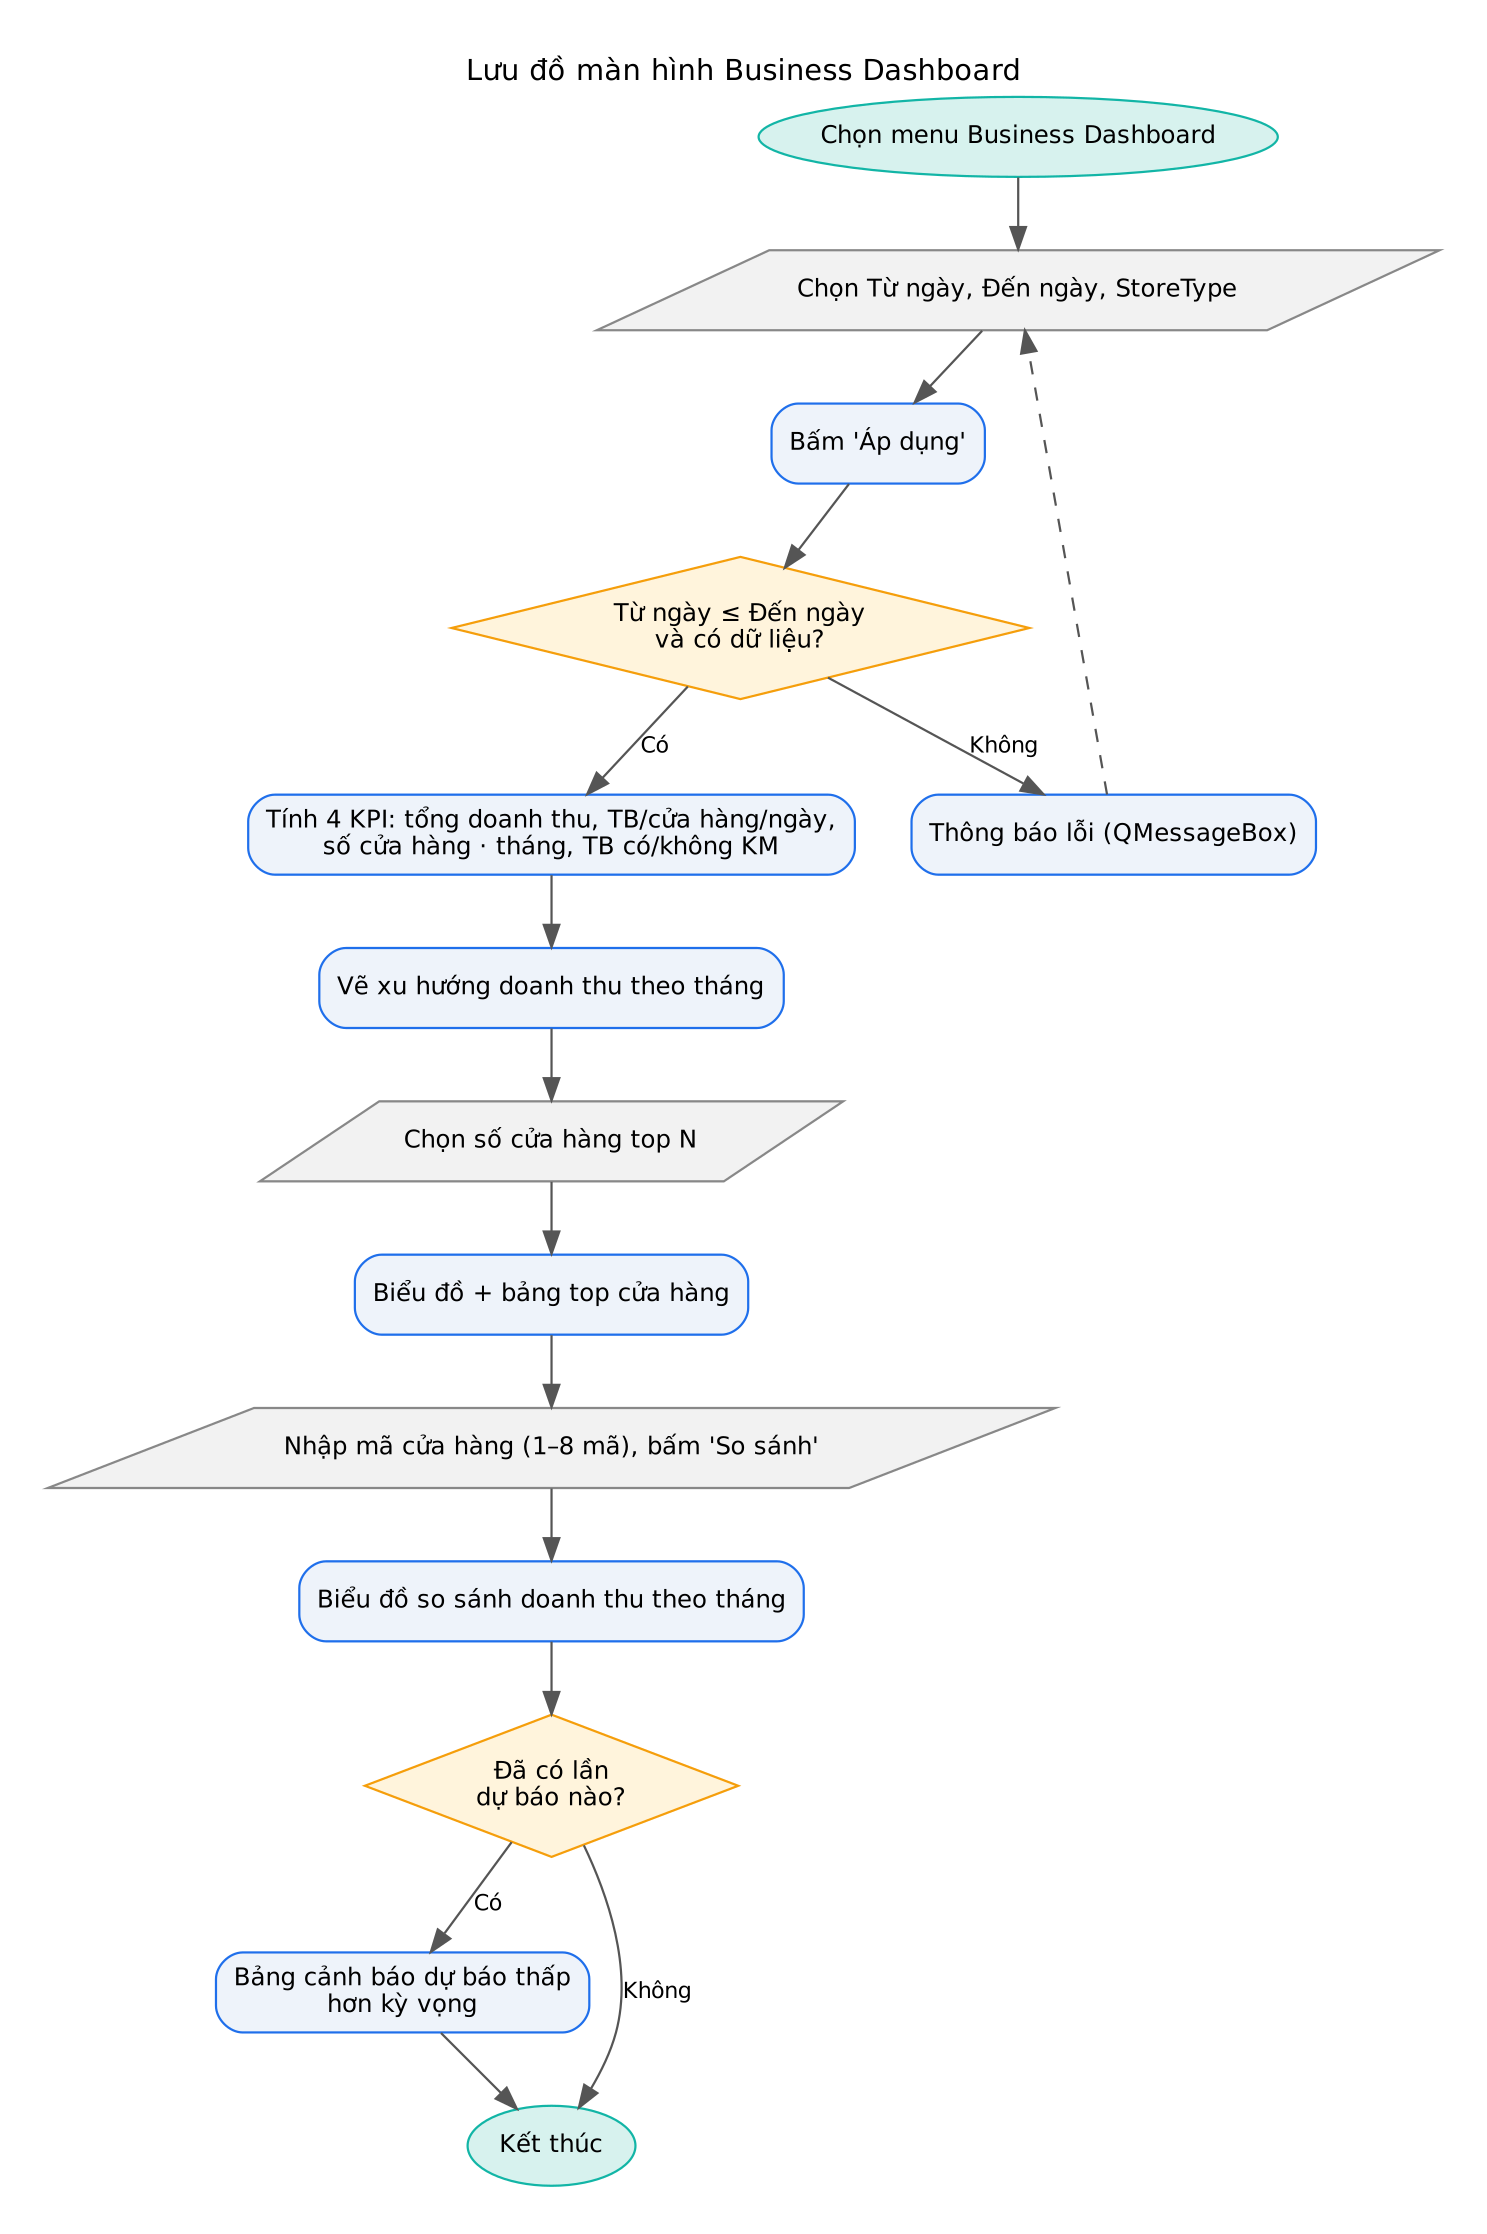 Lưu đồ màn hình Business Dashboard
Chọn menu Business Dashboard
Chọn Từ ngày, Đến ngày, StoreType
Bấm 'Áp dụng'
Từ ngày ≤ Đến ngày
và có dữ liệu?
Có
Không
Tính 4 KPI: tổng doanh thu, TB/cửa hàng/ngày,
số cửa hàng · tháng, TB có/không KM
Thông báo lỗi (QMessageBox)
Vẽ xu hướng doanh thu theo tháng
Chọn số cửa hàng top N
Biểu đồ + bảng top cửa hàng
Nhập mã cửa hàng (1–8 mã), bấm 'So sánh'
Biểu đồ so sánh doanh thu theo tháng
Đã có lần
dự báo nào?
Có
Bảng cảnh báo dự báo thấp
hơn kỳ vọng
Không
Kết thúc